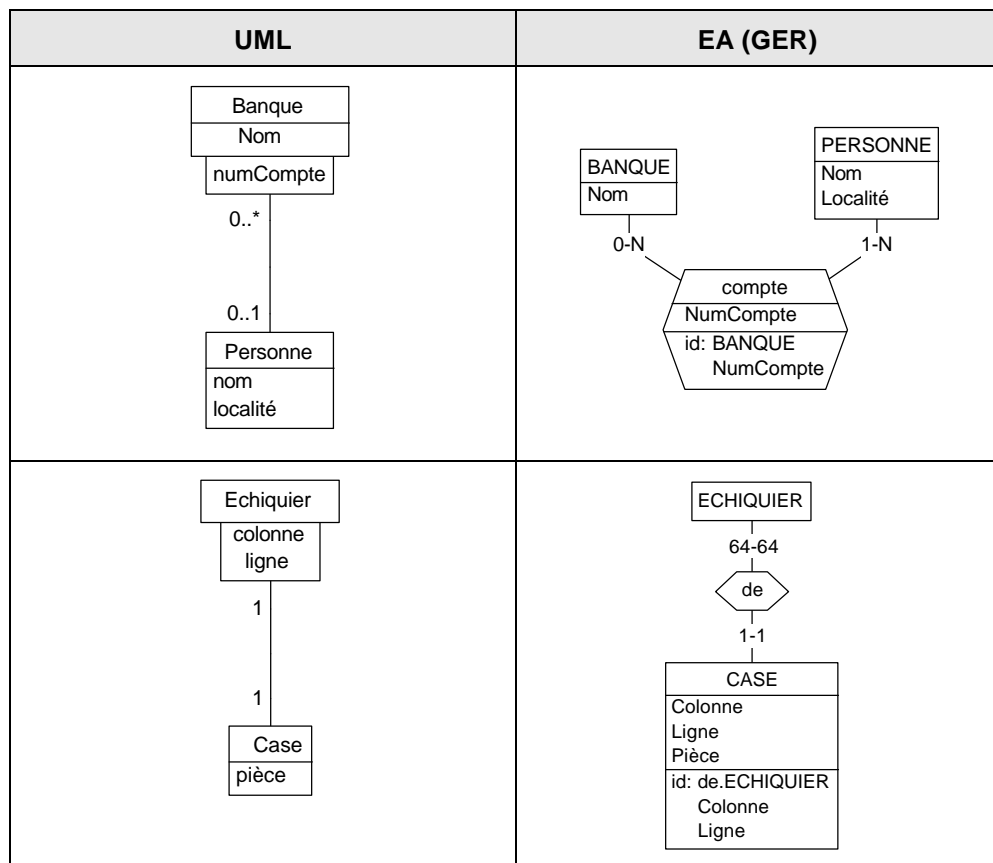 UML
EA (GER)
Banque
Nom
numCompte
0..*
0..1
Personne
nom
localité
BANQUE
Nom
0-N
PERSONNE
Nom
Localité
1-N
compte
NumCompte
id: BANQUE
NumCompte
Echiquier
colonne
ligne
1
1
Case
pièce
ECHIQUIER
64-64
de
1-1
CASE
Colonne
Ligne
Pièce
id: de.ECHIQUIER
Colonne
Ligne